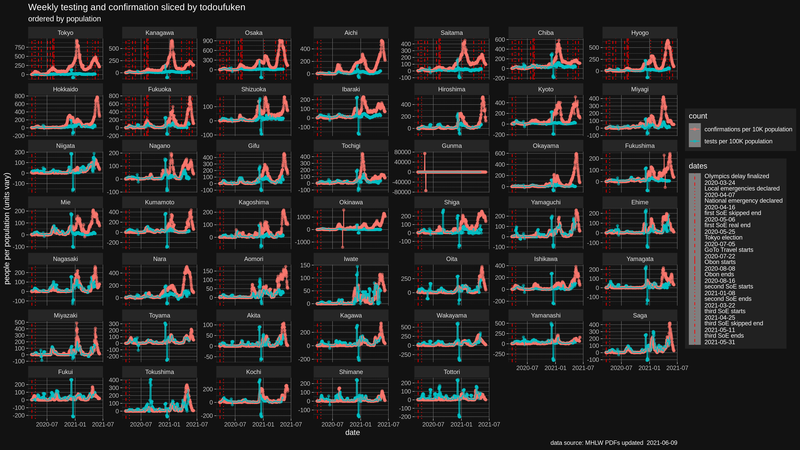 Weekly testing and confirmation sliced by todoufuken
ordered by population
Tokyo
Kanagawa
Osaka
Aichi
Saitama
Chiba
Hyogo
Hokkaido
Fukuoka
Shizuoka
Ibaraki
Hiroshima
Kyoto
Miyagi
Niigata
Nagano
Gifu
Tochigi
Gunma
Okayama
Fukushima
Mie
Kumamoto
Kagoshima
Okinawa
Shiga
Yamaguchi
Ehime
Nagasaki
Nara
Aomori
Iwate
Oita
Ishikawa
Yamagata
Miyazaki
Toyama
Akita
Kagawa
Wakayama
Yamanashi
Saga
Fukui
Tokushima
Kochi
Shimane
Tottori
people per population (units vary)
2020-07 2021-01 2021-07
date
count
confirmations per 10K population
tests per 100K population
dates
Olympics delay finalized
2020-03-24
Local emergencies declared
2020-04-07
National emergency declared
2020-04-16
first SoE skipped end
2020-05-06
first SoE real end
2020-05-25
Tokyo election
2020-07-05
GoTo Travel starts
2020-07-22
Obon starts
2020-08-08
Obon ends
2020-08-16
second SoE starts
2021-01-08
second SoE ends
2021-03-22
third SoE starts
2021-04-25
third SoE skipped end
2021-05-11
third SoE ends
2021-05-31
data source: MHLW PDFs updated 2021-06-09